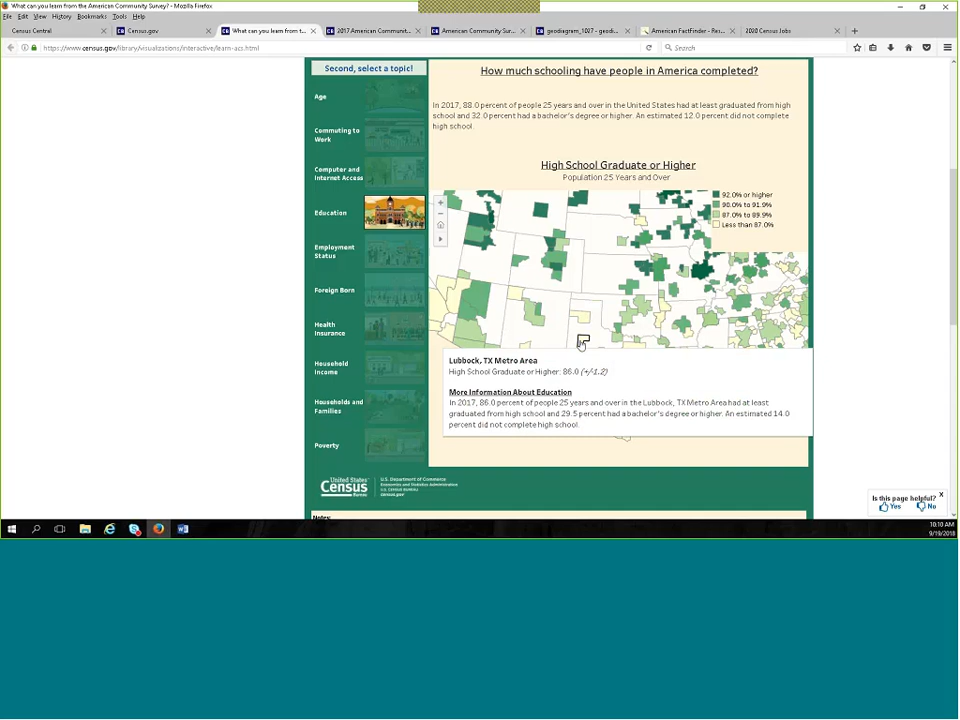 What can you learn from the American Community Survey? - Mozilla Firefox
File Edit View History Bookmarks Tools Help
Census Central
Census.gov
What can you learn from t...
2017 American Communit...
American Community Sur...
geodiagram_1027 - geodi...
American FactFinder - Res...
2020 Census Jobs
https://www.census.gov/library/visualizations/interactive/learn-acs.html
Search
Second, select a topic!
Age
Commuting to
Work
Computer and
Internet Access
Education
Employment
Status
Foreign Born
Health
Insurance
Household
Income
Households and
Families
Poverty
How much schooling have people in America completed?
In 2017, 88.0 percent of people 25 years and over in the United States had at least graduated from high
school and 32.0 percent had a bachelor's degree or higher. An estimated 12.0 percent did not complete
high school.
High School Graduate or Higher
Population 25 Years and Over
92.0% or higher
90.0% to 91.9%
87.0% to 89.9%
Less than 87.0%
Lubbock, TX Metro Area
High School Graduate or Higher: 86.0 (+/-1.2)
More Information About Education
In 2017, 86.0 percent of people 25 years and over in the Lubbock, TX Metro Area had at least
graduated from high school and 29.5 percent had a bachelor's degree or higher. An estimated 14.0
percent did not complete high school.
United States
Census
Bureau
U.S. Department of Commerce
Economics and Statistics Administration
U.S. Census Bureau
census.gov
Notes:
Is this page helpful? X
Yes No
10:10 AM
9/19/2018